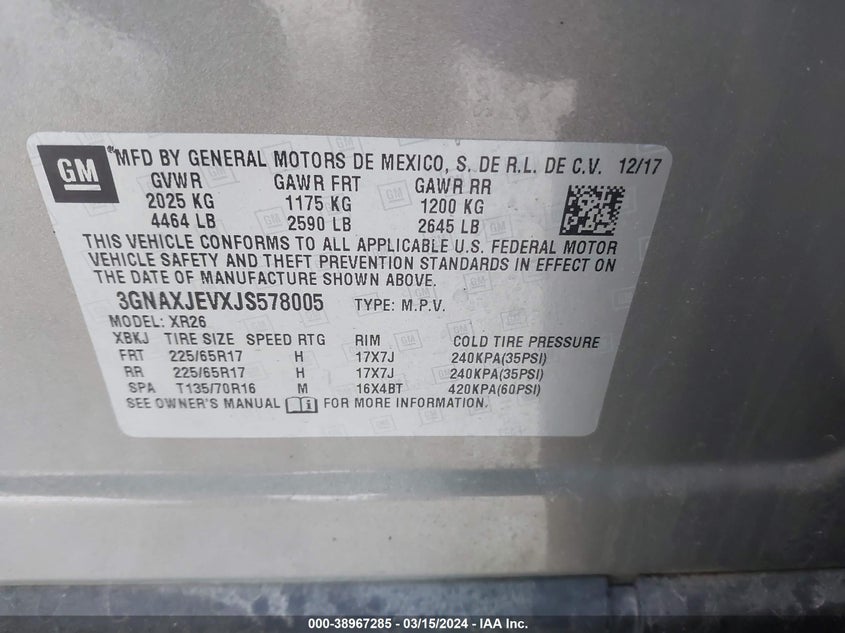 GM MFD BY GENERAL MOTORS DE MEXICO, S. DE R.L. DE C.V. 12/17
GVWR GAWR FRT GAWR RR
2025 KG 1175 KG 1200 KG
4464 LB 2590 LB 2645 LB
THIS VEHICLE CONFORMS TO ALL APPLICABLE U.S. FEDERAL MOTOR
VEHICLE SAFETY AND THEFT PREVENTION STANDARDS IN EFFECT ON
THE DATE OF MANUFACTURE SHOWN ABOVE.
3GNAXJEVXJS578005 TYPE: M.P.V.
MODEL: XR26
XBKJ TIRE SIZE SPEED RTG RIM COLD TIRE PRESSURE
FRT 225/65R17 H 17X7J 240KPA(35PSI)
RR 225/65R17 H 17X7J 240KPA(35PSI)
SPA T135/70R16 M 16X4BT 420KPA(60PSI)
SEE OWNER'S MANUAL FOR MORE INFORMATION.
000-38967285 - 03/15/2024 - IAA Inc.